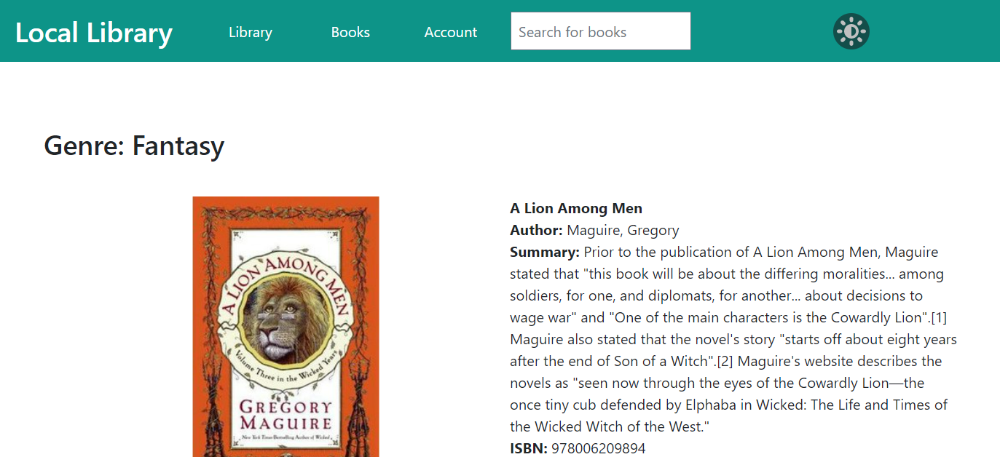 Local Library
Library
Books
Account
Search for books
Genre: Fantasy
A LION AMONG MEN
Volume Three in the Wicked Years
GREGORY
MAGUIRE
New York Times Bestselling Author of Wicked
A Lion Among Men
Author: Maguire, Gregory
Summary: Prior to the publication of A Lion Among Men, Maguire
stated that "this book will be about the differing moralities... among
soldiers, for one, and diplomats, for another... about decisions to
wage war" and "One of the main characters is the Cowardly Lion".[1]
Maguire also stated that the novel's story "starts off about eight years
after the end of Son of a Witch".[2] Maguire's website describes the
novels as "seen now through the eyes of the Cowardly Lion—the
once tiny cub defended by Elphaba in Wicked: The Life and Times of
the Wicked Witch of the West."
ISBN: 978006209894